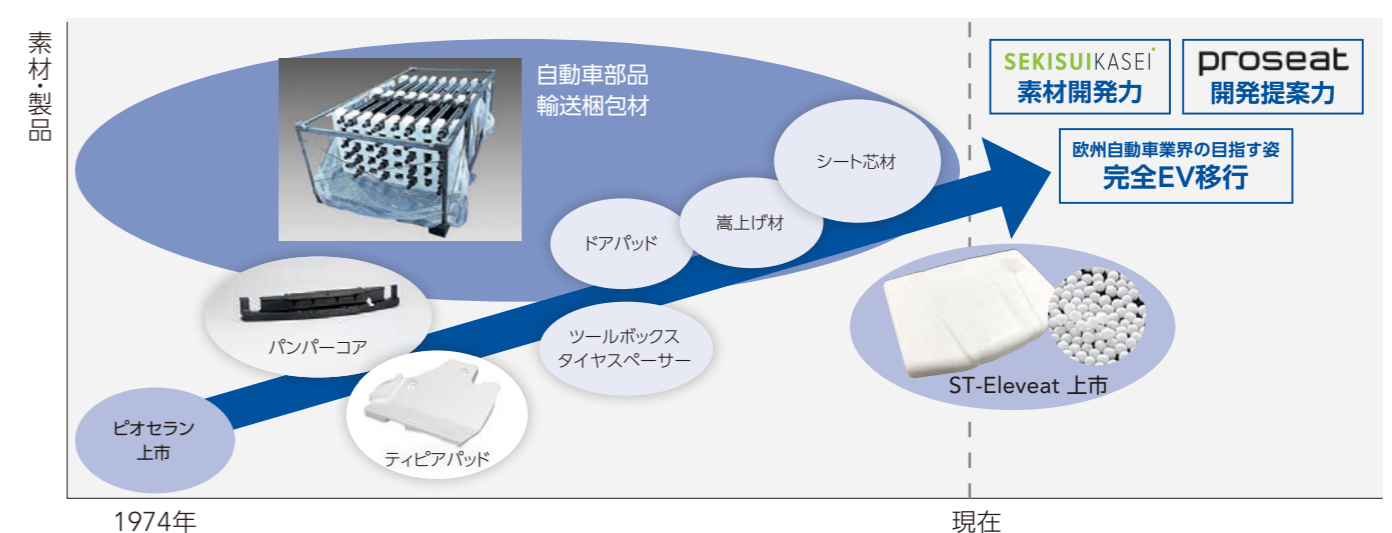 素材・製品
自動車部品
輸送梱包材
SEKISUIKASEI
素材開発力
proseat
開発提案力
欧州自動車業界の目指す姿
完全EV移行
シート芯材
嵩上げ材
ドアパッド
バンパーコア
ツールボックス
タイヤスペーサー
ティビアパッド
ピオセラン
上市
ST-Eleveat 上市
1974年
現在